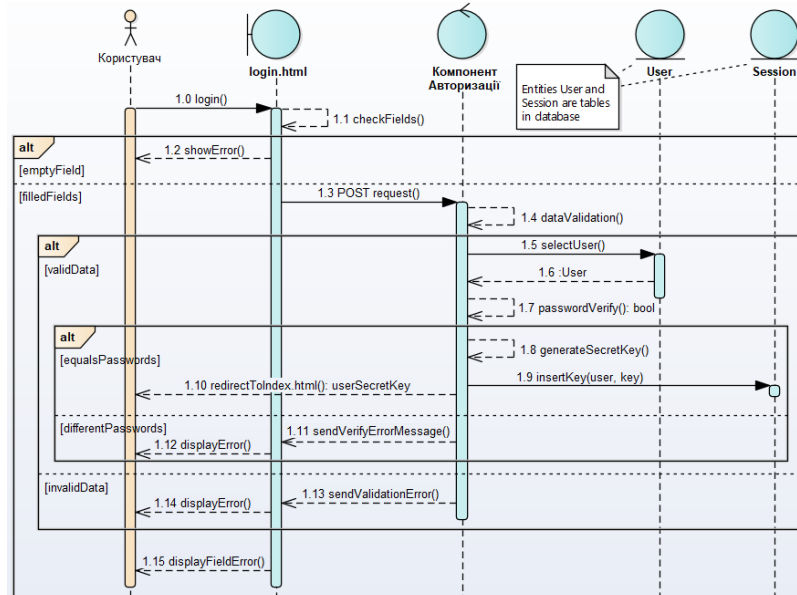 Користувач
login.html
Компонент
Авторизації
User
Session
Entities User and
Session are tables
in database
1.0 login()
1.1 checkFields()
alt
1.2 showError()
[emptyField]
[filledFields]
1.3 POST request()
1.4 dataValidation()
alt
[validData]
1.5 selectUser()
1.6 :User
1.7 passwordVerify(): bool
alt
[equalsPasswords]
1.8 generateSecretKey()
1.9 insertKey(user, key)
1.10 redirectToIndex.html(): userSecretKey
[differentPasswords]
1.11 sendVerifyErrorMessage()
1.12 displayError()
[invalidData]
1.13 sendValidationError()
1.14 displayError()
1.15 displayFieldError()